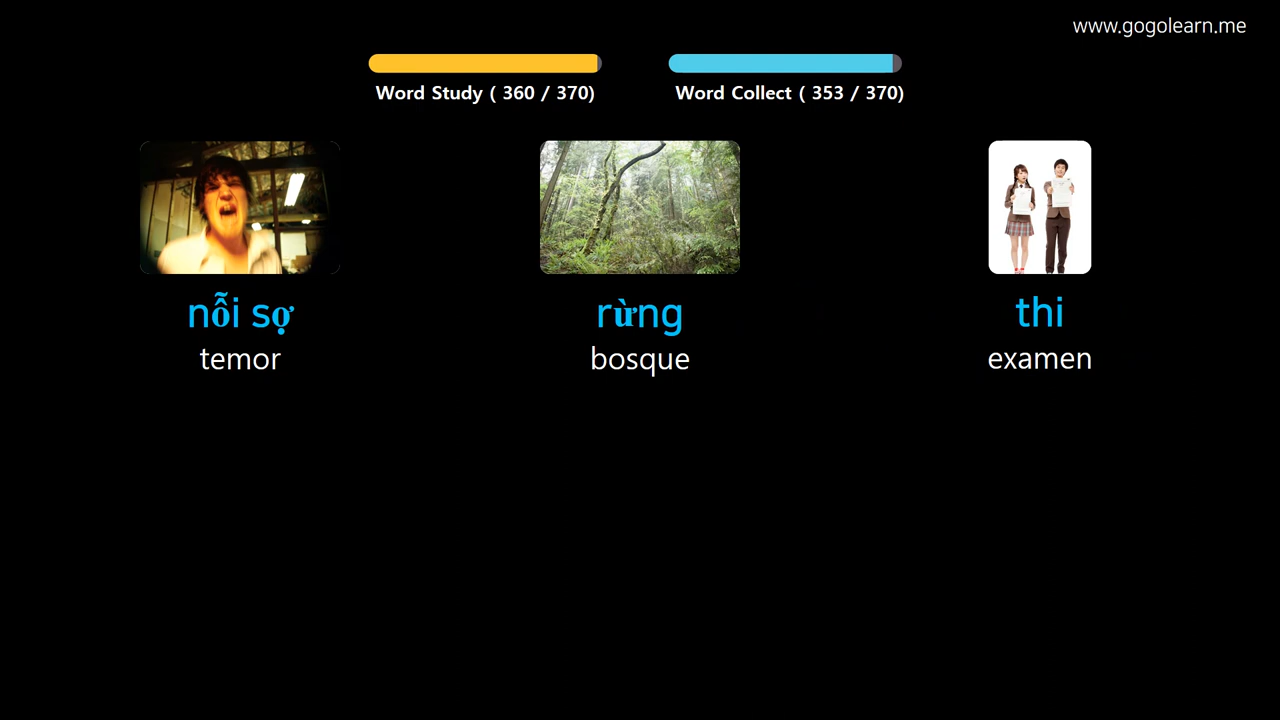 www.gogolearn.me
Word Study ( 360 / 370)
Word Collect ( 353 / 370)
nỗi sợ
temor
rừng
bosque
thi
examen